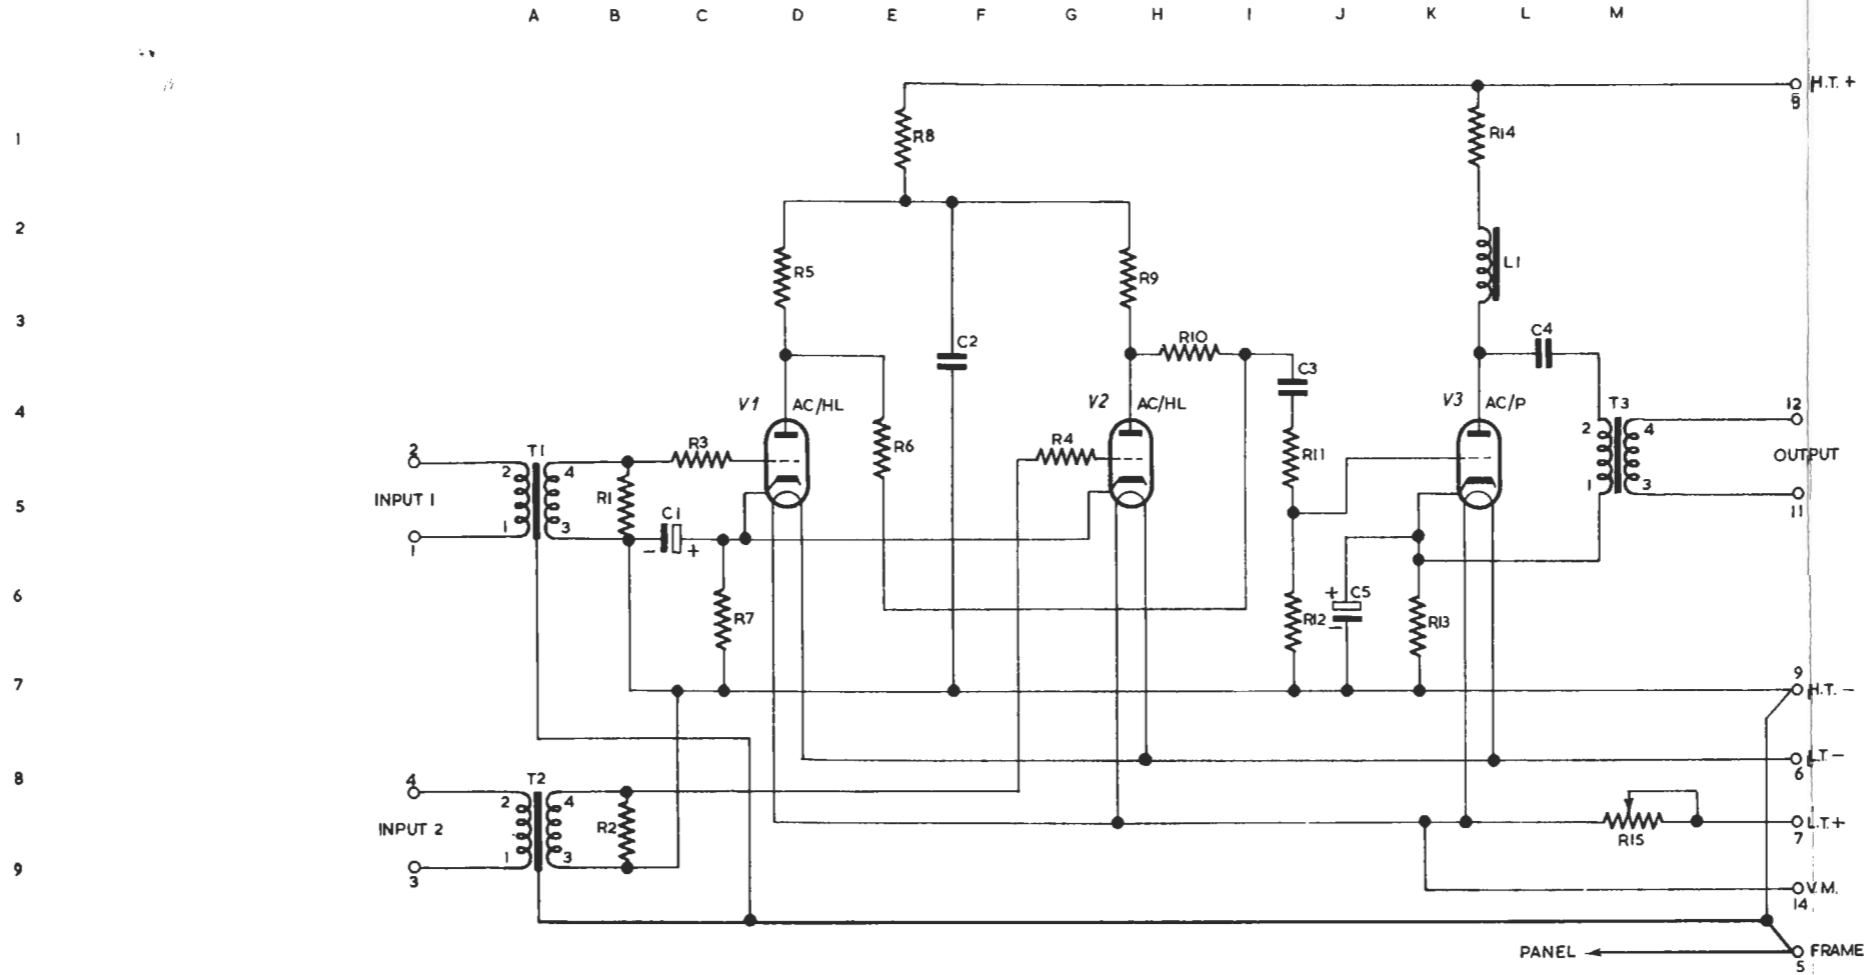 A B C D E F G H I J K L M
H.T. +
8
1
R8
R14
2
R5
R9
L1
3
C2
R10
C4
C3
4
V1 AC/HL
V2 AC/HL
V3 AC/P
T3
12
2 4
2
T1
R3
R4
R6
R11
OUTPUT
2 4
INPUT 1
R1
1 3
5
C1
11
1 3
1
- +
6
+ C5
R7
R12
-
R13
7
9
H.T. -
8
L.T. -
6
4
T2
2 4
INPUT 2
R2
L.T. +
R15
7
1 3
9
3
V.M.
14
PANEL
FRAME
5